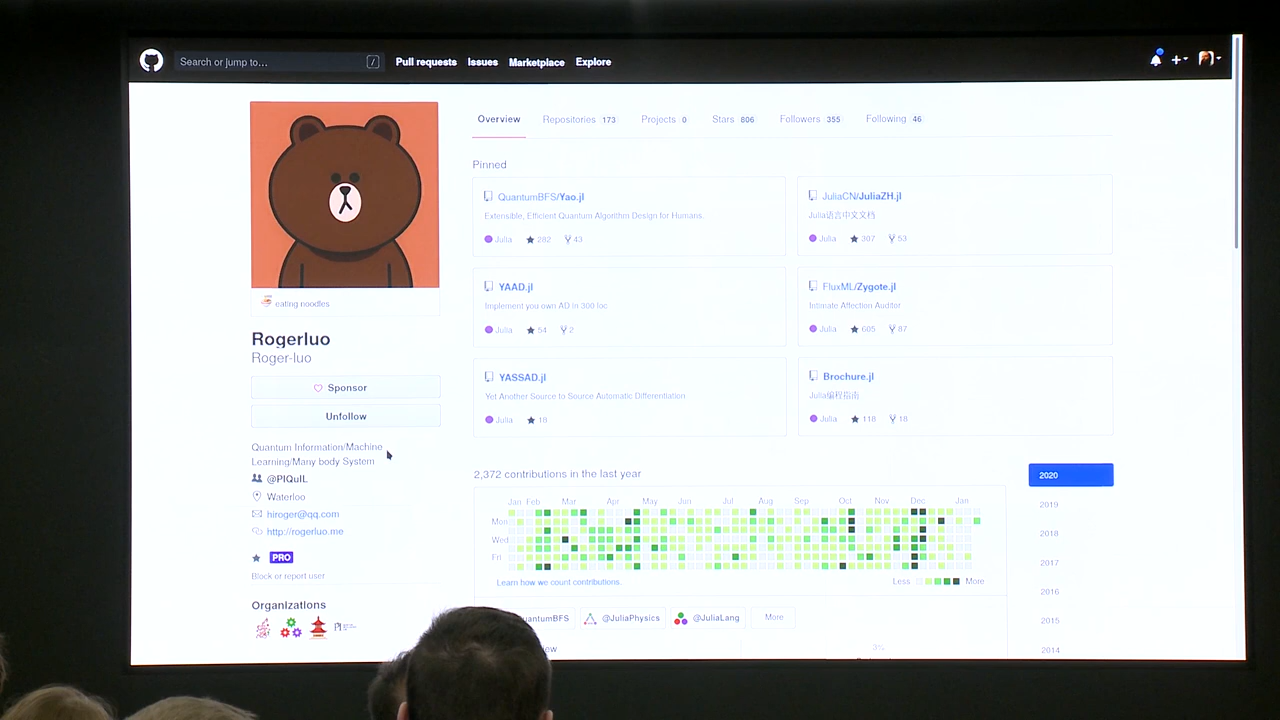 Search or jump to… /
Pull requests Issues Marketplace Explore
Overview Repositories 173 Projects 0 Stars 806 Followers 355 Following 46
eating noodles
Rogerluo
Roger-luo
Sponsor
Unfollow
Quantum Information/Machine
Learning/Many body System
@PIQuIL
Waterloo
hiroger@qq.com
http://rogerluo.me
PRO
Block or report user
Organizations
Pinned
QuantumBFS/Yao.jl
Extensible, Efficient Quantum Algorithm Design for Humans.
Julia 282 43
JuliaCN/JuliaZH.jl
Julia语言中文文档
Julia 307 53
YAAD.jl
Implement you own AD in 300 loc
Julia 54 2
FluxML/Zygote.jl
Intimate Affection Auditor
Julia 605 87
YASSAD.jl
Yet Another Source to Source Automatic Differentiation
Julia 18
Brochure.jl
Julia编程指南
Julia 118 18
2,372 contributions in the last year
Jan Feb Mar Apr May Jun Jul Aug Sep Oct Nov Dec Jan
Mon
Wed
Fri
Learn how we count contributions.
Less More
uantumBFS @JuliaPhysics @JuliaLang More
3%
2020
2019
2018
2017
2016
2015
2014